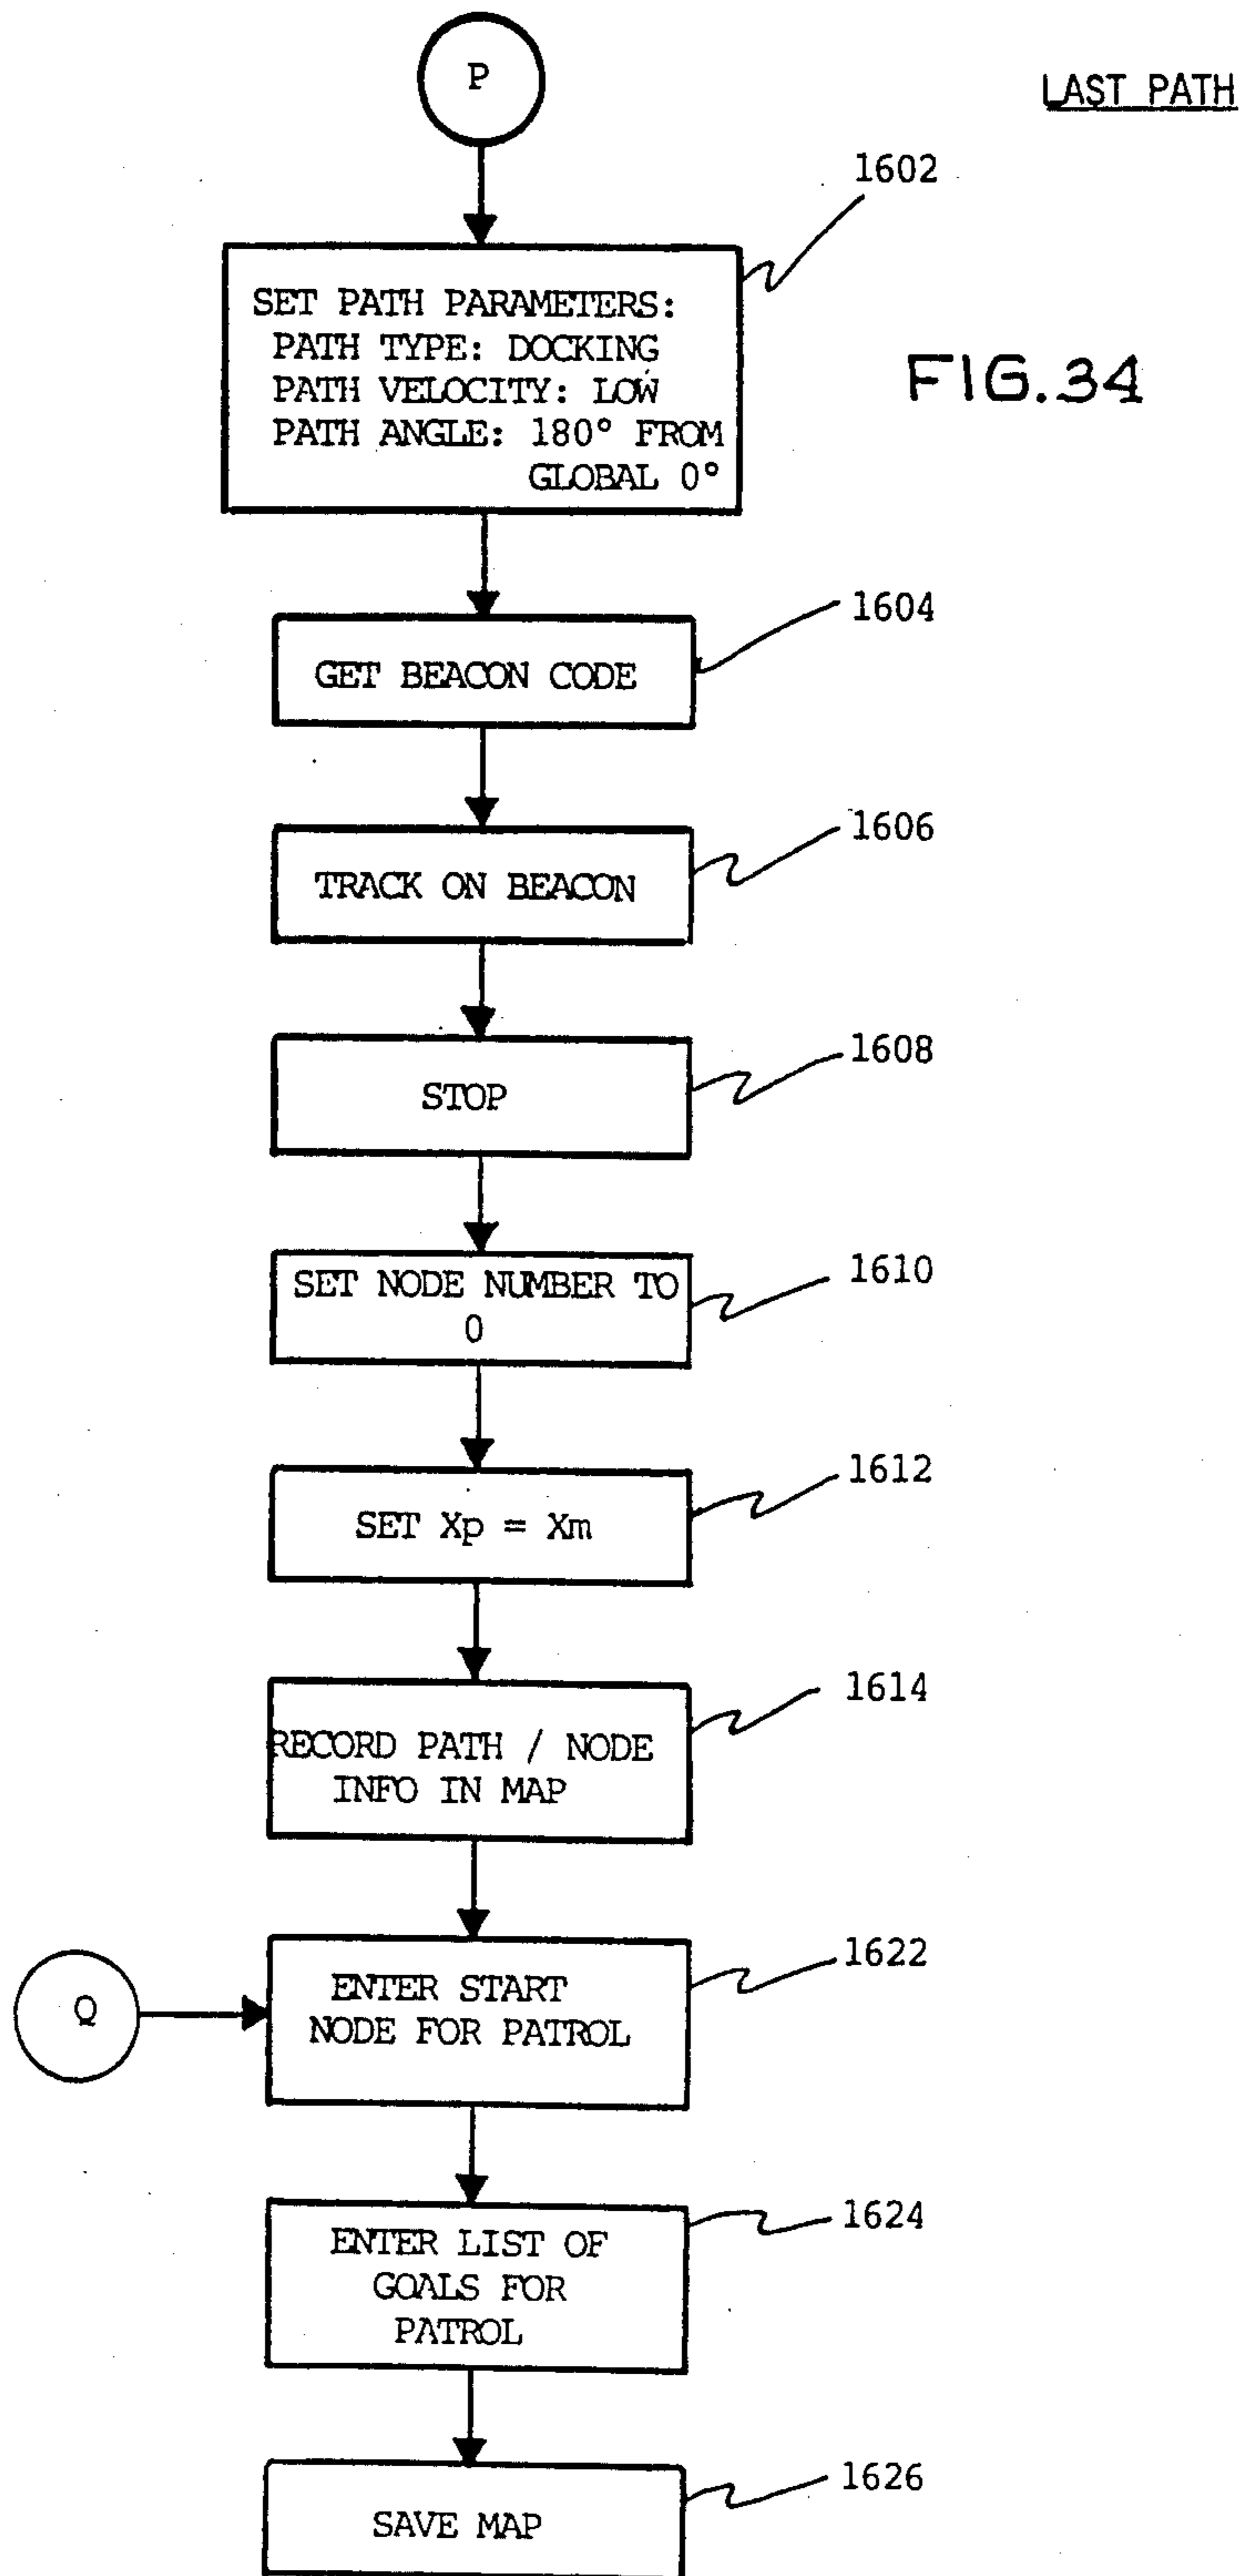 P
LAST PATH
1602
SET PATH PARAMETERS:
PATH TYPE: DOCKING
PATH VELOCITY: LOW
PATH ANGLE: 180° FROM
GLOBAL 0°
FIG.34
1604
GET BEACON CODE
1606
TRACK ON BEACON
1608
STOP
1610
SET NODE NUMBER TO
0
1612
SET Xp = Xm
1614
RECORD PATH / NODE
INFO IN MAP
1622
Q
ENTER START
NODE FOR PATROL
1624
ENTER LIST OF
GOALS FOR
PATROL
1626
SAVE MAP